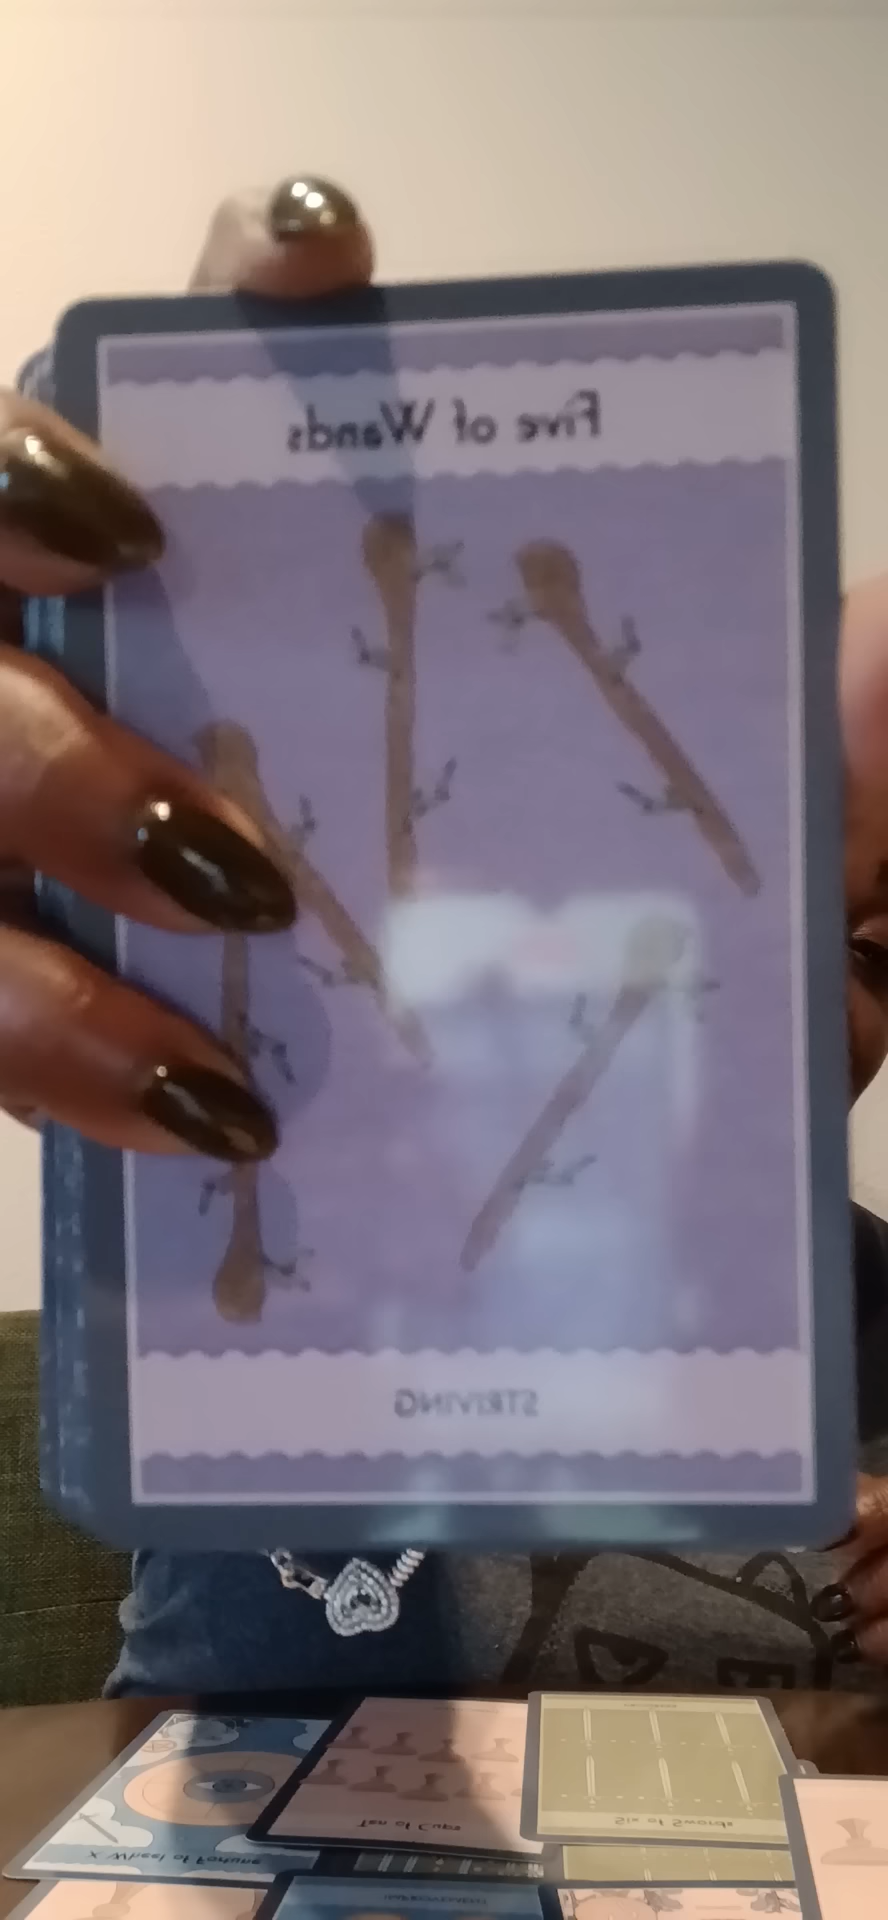 Five of Wands
STRIVING
X Wheel of Fortune
Ten of Cups
Six of Swords